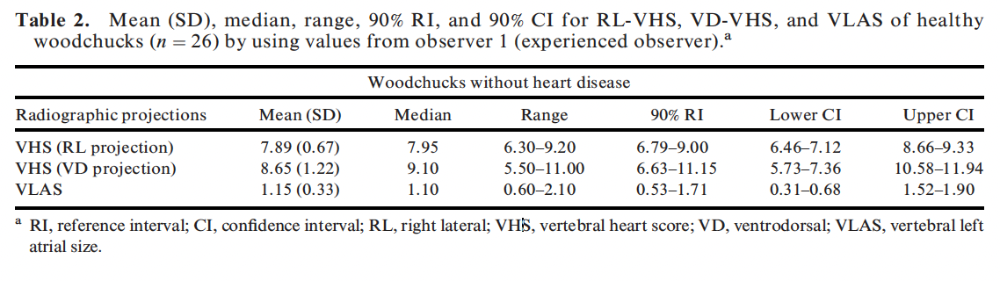 Table 2. Mean (SD), median, range, 90% RI, and 90% CI for RL-VHS, VD-VHS, and VLAS of healthy
woodchucks (n = 26) by using values from observer 1 (experienced observer).a
Woodchucks without heart disease
Radiographic projections Mean (SD) Median Range 90% RI Lower CI Upper CI
VHS (RL projection) 7.89 (0.67) 7.95 6.30–9.20 6.79–9.00 6.46–7.12 8.66–9.33
VHS (VD projection) 8.65 (1.22) 9.10 5.50–11.00 6.63–11.15 5.73–7.36 10.58–11.94
VLAS 1.15 (0.33) 1.10 0.60–2.10 0.53–1.71 0.31–0.68 1.52–1.90
a RI, reference interval; CI, confidence interval; RL, right lateral; VHS, vertebral heart score; VD, ventrodorsal; VLAS, vertebral left
atrial size.